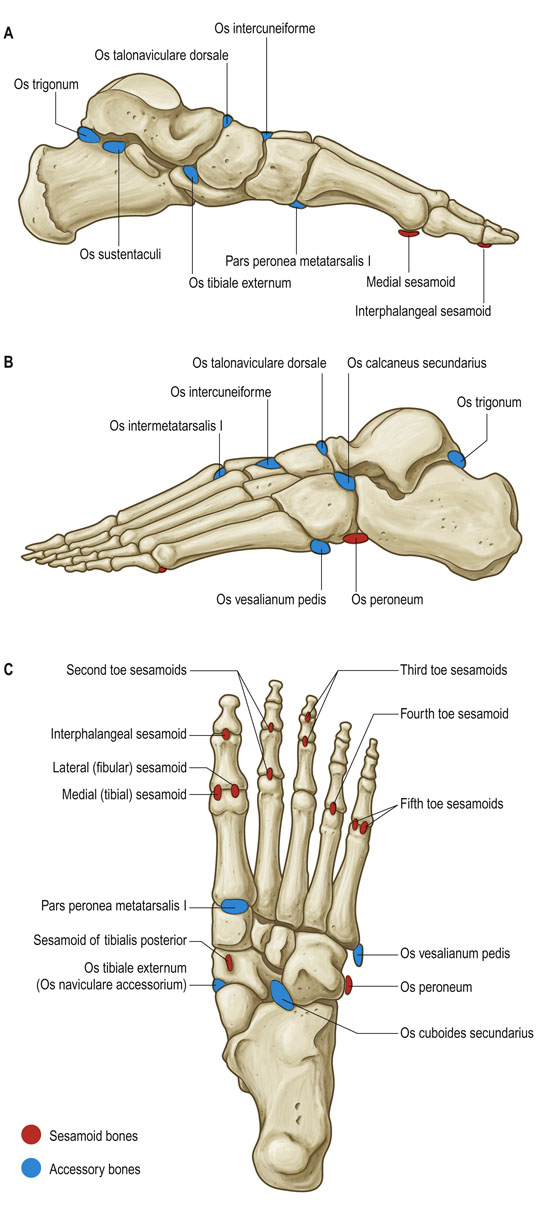 A
Os intercuneiforme
Os talonaviculare dorsale
Os trigonum
Os sustentaculi
Pars peronea metatarsalis I
Os tibiale externum
Medial sesamoid
Interphalangeal sesamoid
B
Os talonaviculare dorsale
Os calcaneus secundarius
Os intercuneiforme
Os trigonum
Os intermetatarsalis I
Os vesalianum pedis
Os peroneum
C
Second toe sesamoids
Third toe sesamoids
Fourth toe sesamoid
Interphalangeal sesamoid
Lateral (fibular) sesamoid
Medial (tibial) sesamoid
Fifth toe sesamoids
Pars peronea metatarsalis I
Sesamoid of tibialis posterior
Os tibiale externum
(Os naviculare accessorium)
Os vesalianum pedis
Os peroneum
Os cuboides secundarius
Sesamoid bones
Accessory bones